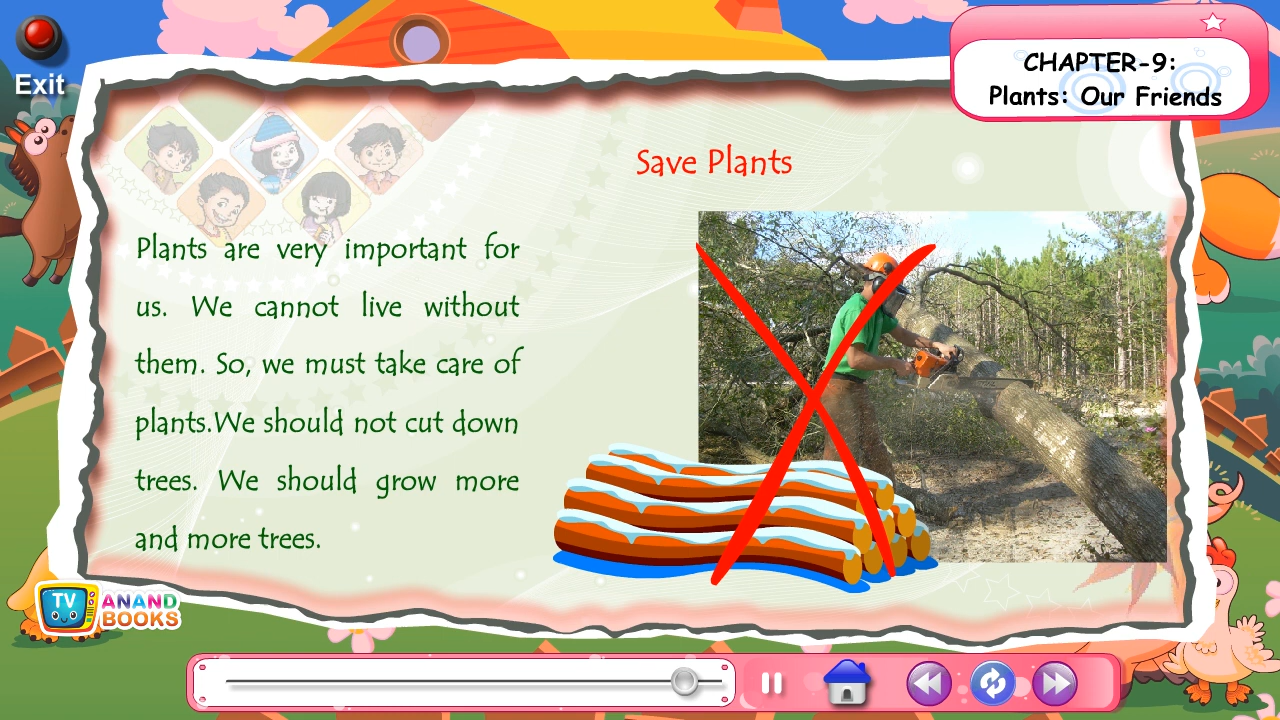 Exit
CHAPTER-9:
Plants: Our Friends
Save Plants
Plants are very important for
us. We cannot live without
them. So, we must take care of
plants.We should not cut down
trees. We should grow more
and more trees.
TV ANAND
BOOKS